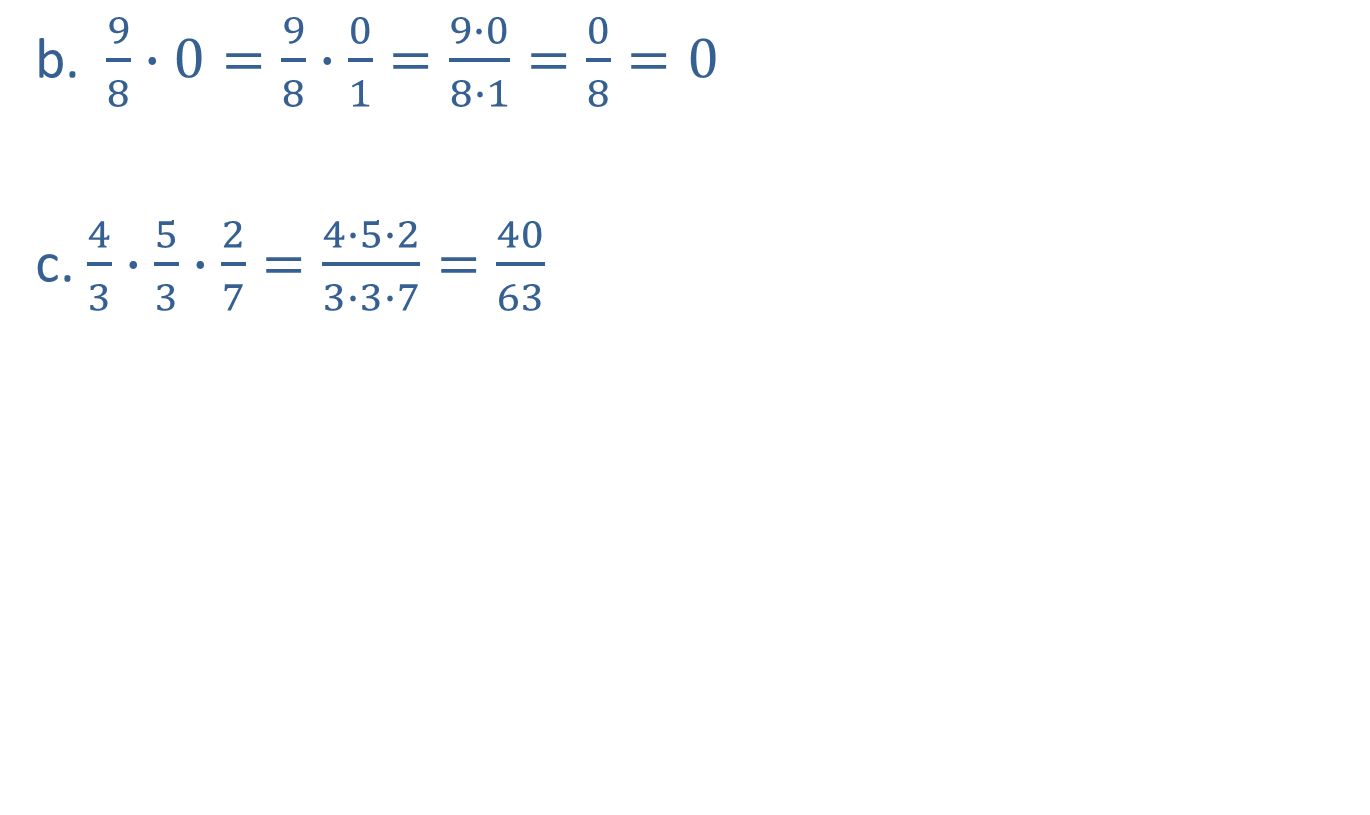 b. 9/8 · 0 = 9/8 · 0/1 = 9·0/8·1 = 0/8 = 0
c. 4/3 · 5/3 · 2/7 = 4·5·2/3·3·7 = 40/63